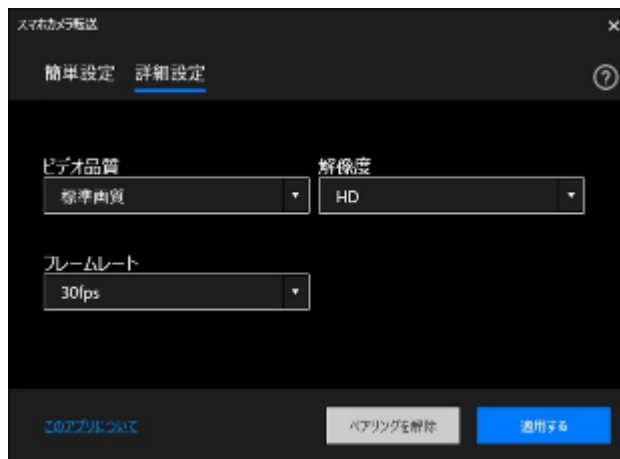 スマホカメラ転送
簡単設定 詳細設定
ビデオ品質 解像度
標準画質 HD
フレームレート
30fps
このアプリについて ペアリングを解除 適用する